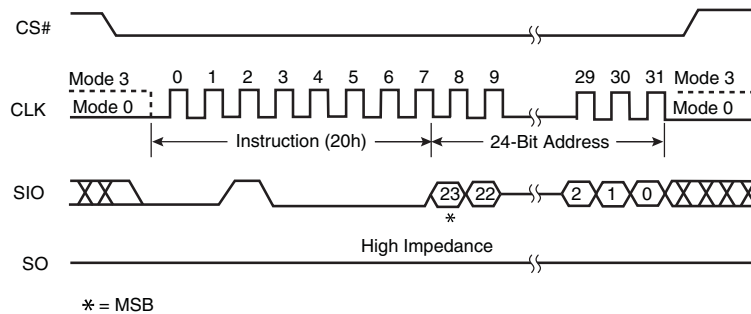 CS#
Mode 3 0 1 2 3 4 5 6 7 8 9 29 30 31 Mode 3
CLK Mode 0 Mode 0
Instruction (20h) 24-Bit Address
SIO 23 22 2 1 0
*
High Impedance
SO
* = MSB